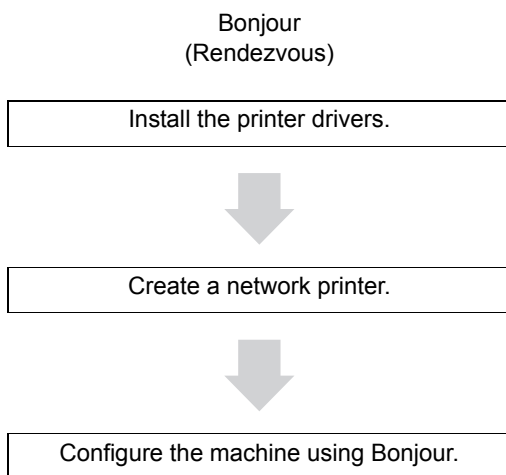 Bonjour
(Rendezvous)
Install the printer drivers.
Create a network printer.
Configure the machine using Bonjour.